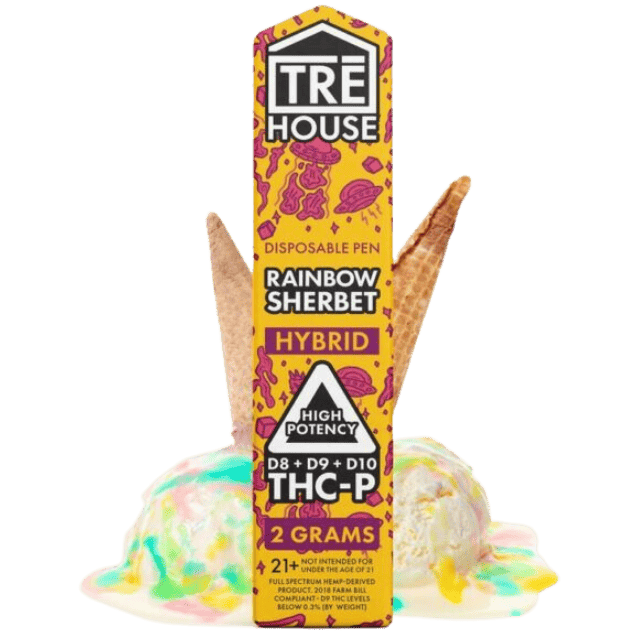 TRĒ
HOUSE
DISPOSABLE PEN
RAINBOW
SHERBET
HYBRID
HIGH
POTENCY
D8 + D9 + D10
THC-P
2 GRAMS
21+ NOT INTENDED FOR
UNDER THE AGE OF 21
FULL SPECTRUM HEMP-DERIVED
PRODUCT. 2018 FARM BILL
COMPLIANT - D9 THC LEVELS
BELOW 0.3% (BY WEIGHT)